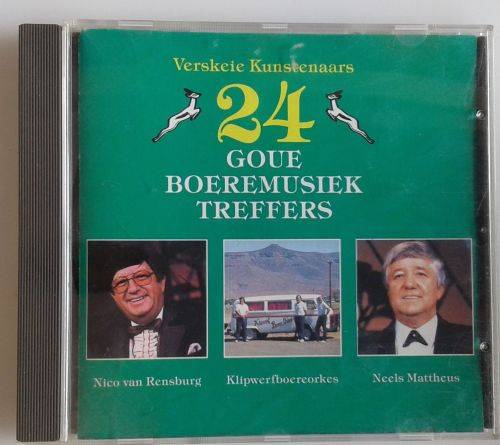 Verskeie Kunstenaars
24
GOUE
BOEREMUSIEK
TREFFERS
Nico van Rensburg
Klipwerfboereorkes
Neels Mattheus